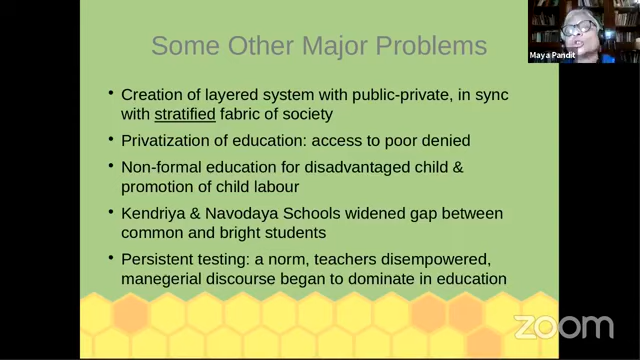 Some Other Major Problems
Maya Pandit
• Creation of layered system with public-private, in sync
with stratified fabric of society
• Privatization of education: access to poor denied
• Non-formal education for disadvantaged child &
promotion of child labour
• Kendriya & Navodaya Schools widened gap between
common and bright students
• Persistent testing: a norm, teachers disempowered,
manegerial discourse began to dominate in education
zoom